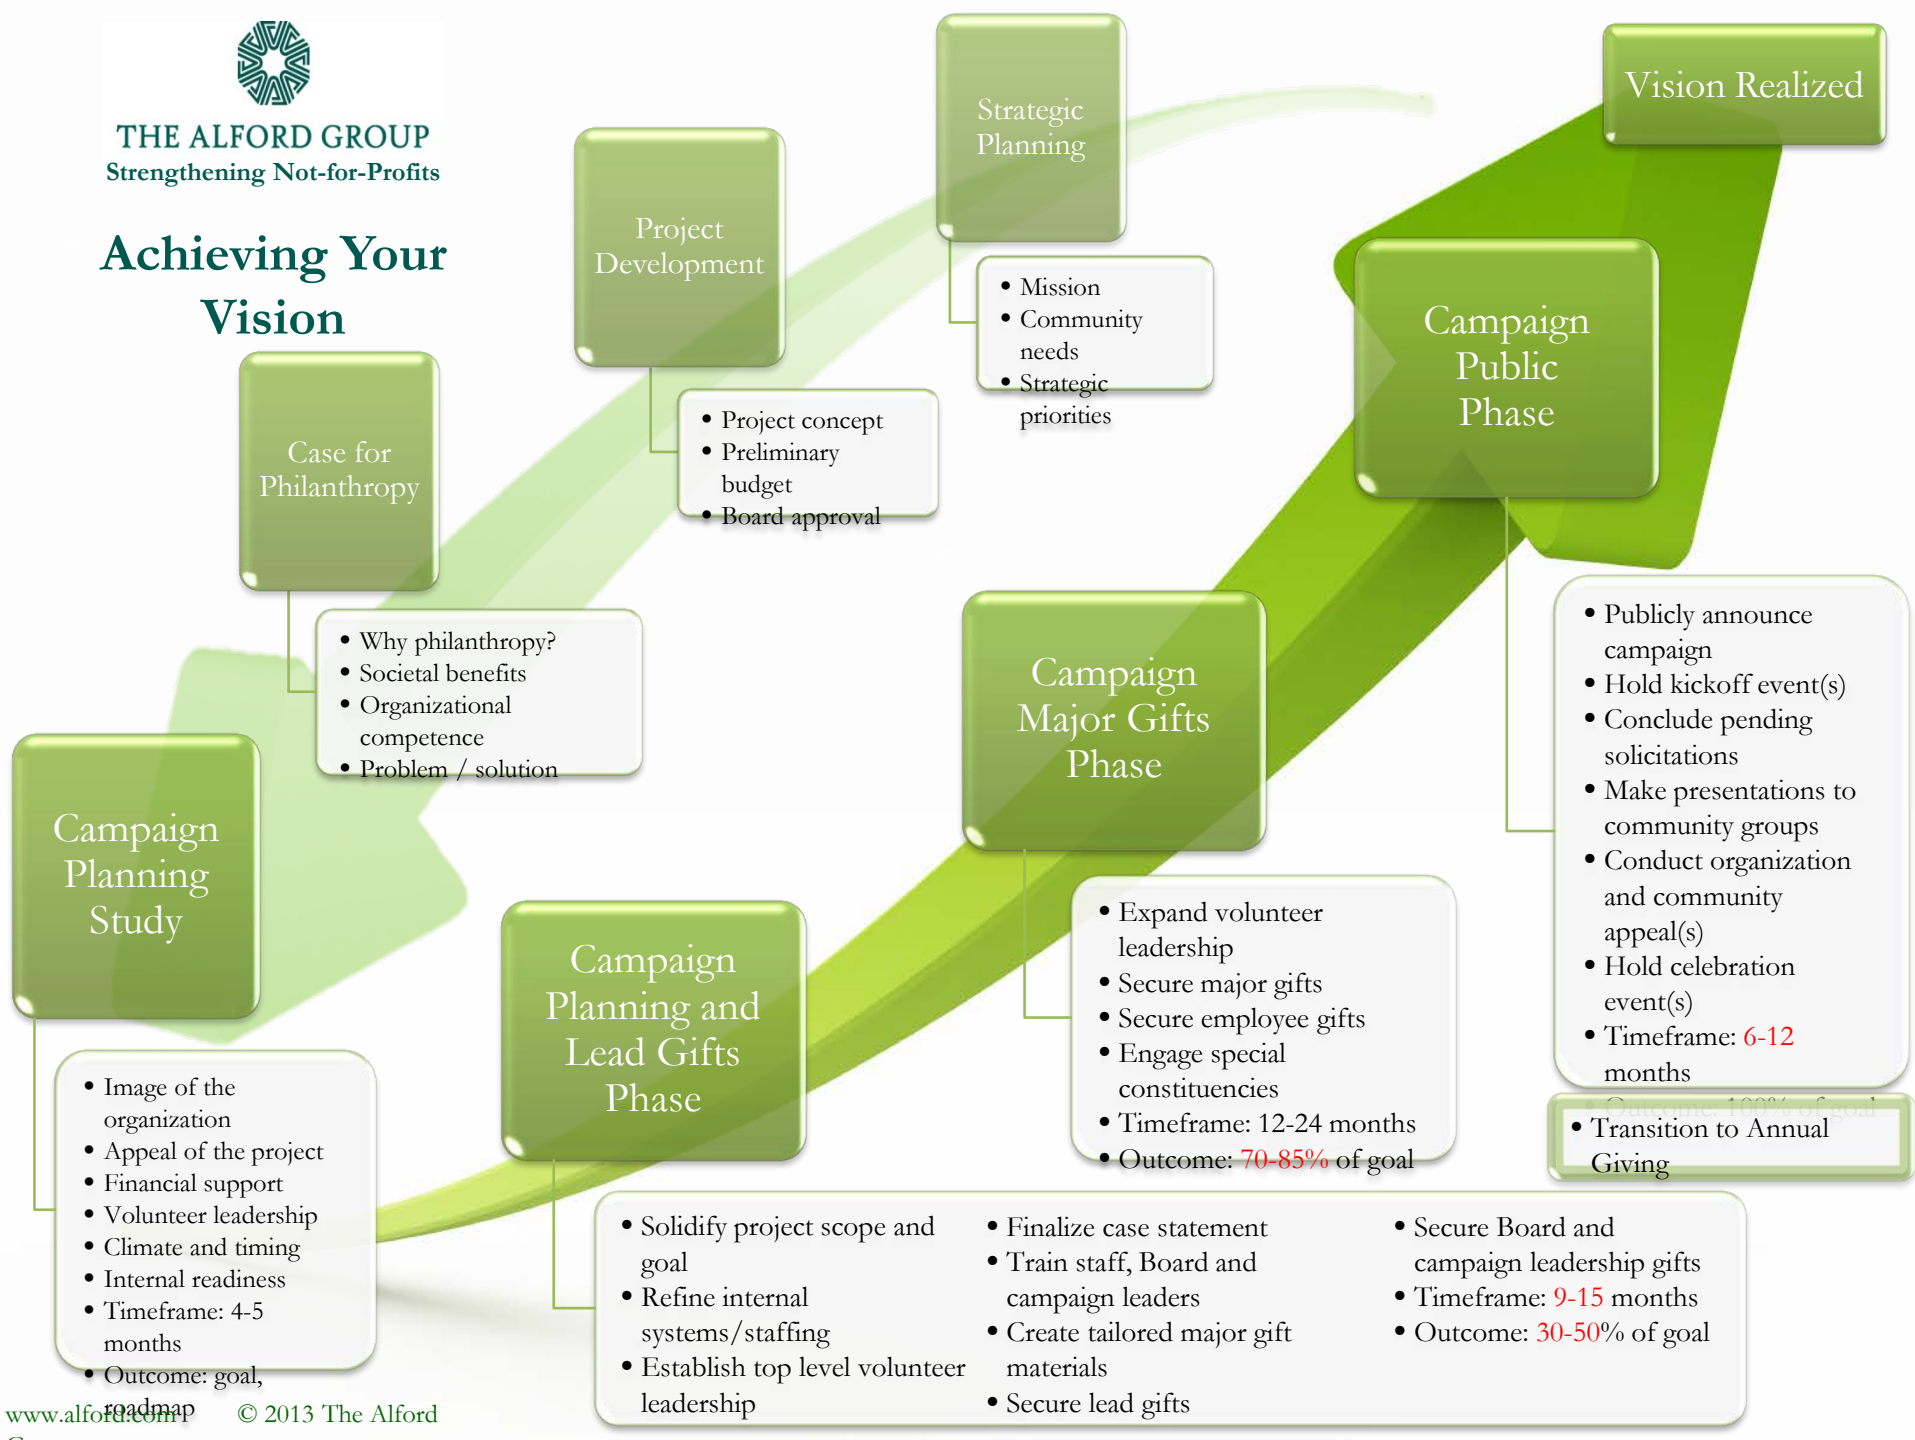 THE ALFORD GROUP
Strengthening Not-for-Profits
Achieving Your
Vision
Strategic
Planning
• Mission
• Community
needs
• Strategic
priorities
Project
Development
• Project concept
• Preliminary
budget
• Board approval
Case for
Philanthropy
• Why philanthropy?
• Societal benefits
• Organizational
competence
• Problem / solution
Campaign
Planning
Study
• Image of the
organization
• Appeal of the project
• Financial support
• Volunteer leadership
• Climate and timing
• Internal readiness
• Timeframe: 4-5
months
• Outcome: goal,
roadmap
Campaign
Planning and
Lead Gifts
Phase
• Solidify project scope and
goal
• Refine internal
systems/staffing
• Establish top level volunteer
leadership
• Finalize case statement
• Train staff, Board and
campaign leaders
• Create tailored major gift
materials
• Secure lead gifts
• Secure Board and
campaign leadership gifts
• Timeframe: 9-15 months
• Outcome: 30-50% of goal
Campaign
Major Gifts
Phase
• Expand volunteer
leadership
• Secure major gifts
• Secure employee gifts
• Engage special
constituencies
• Timeframe: 12-24 months
• Outcome: 70-85% of goal
Campaign
Public
Phase
• Publicly announce
campaign
• Hold kickoff event(s)
• Conclude pending
solicitations
• Make presentations to
community groups
• Conduct organization
and community
appeal(s)
• Hold celebration
event(s)
• Timeframe: 6-12
months
• Outcome: 100% of goal
• Transition to Annual
Giving
Vision Realized
www.alford.com © 2013 The Alford